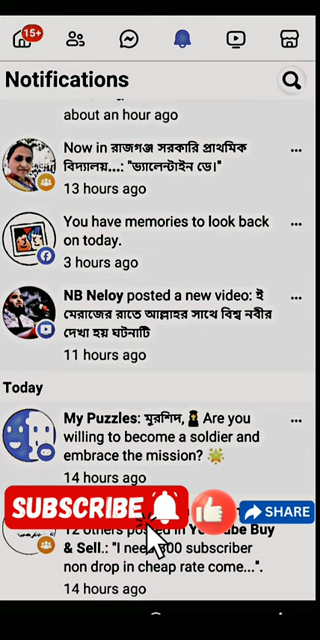 15+
Notifications
about an hour ago
Now in রাজগঞ্জ সরকারি প্রাথমিক
বিদ্যালয়...: "ভ্যালেন্টাইন ডে।"
13 hours ago
You have memories to look back
on today.
3 hours ago
NB Neloy posted a new video: ই
মেরাজের রাতে আল্লাহর সাথে বিশ্ব নবীর
দেখা হয় ঘটনাটি
11 hours ago
Today
My Puzzles: মুরশিদ, Are you
willing to become a soldier and
embrace the mission?
14 hours ago
SUBSCRIBE
SHARE
12 others posted in YouTube Buy
& Sell.: "I need 300 subscriber
non drop in cheap rate come...".
14 hours ago